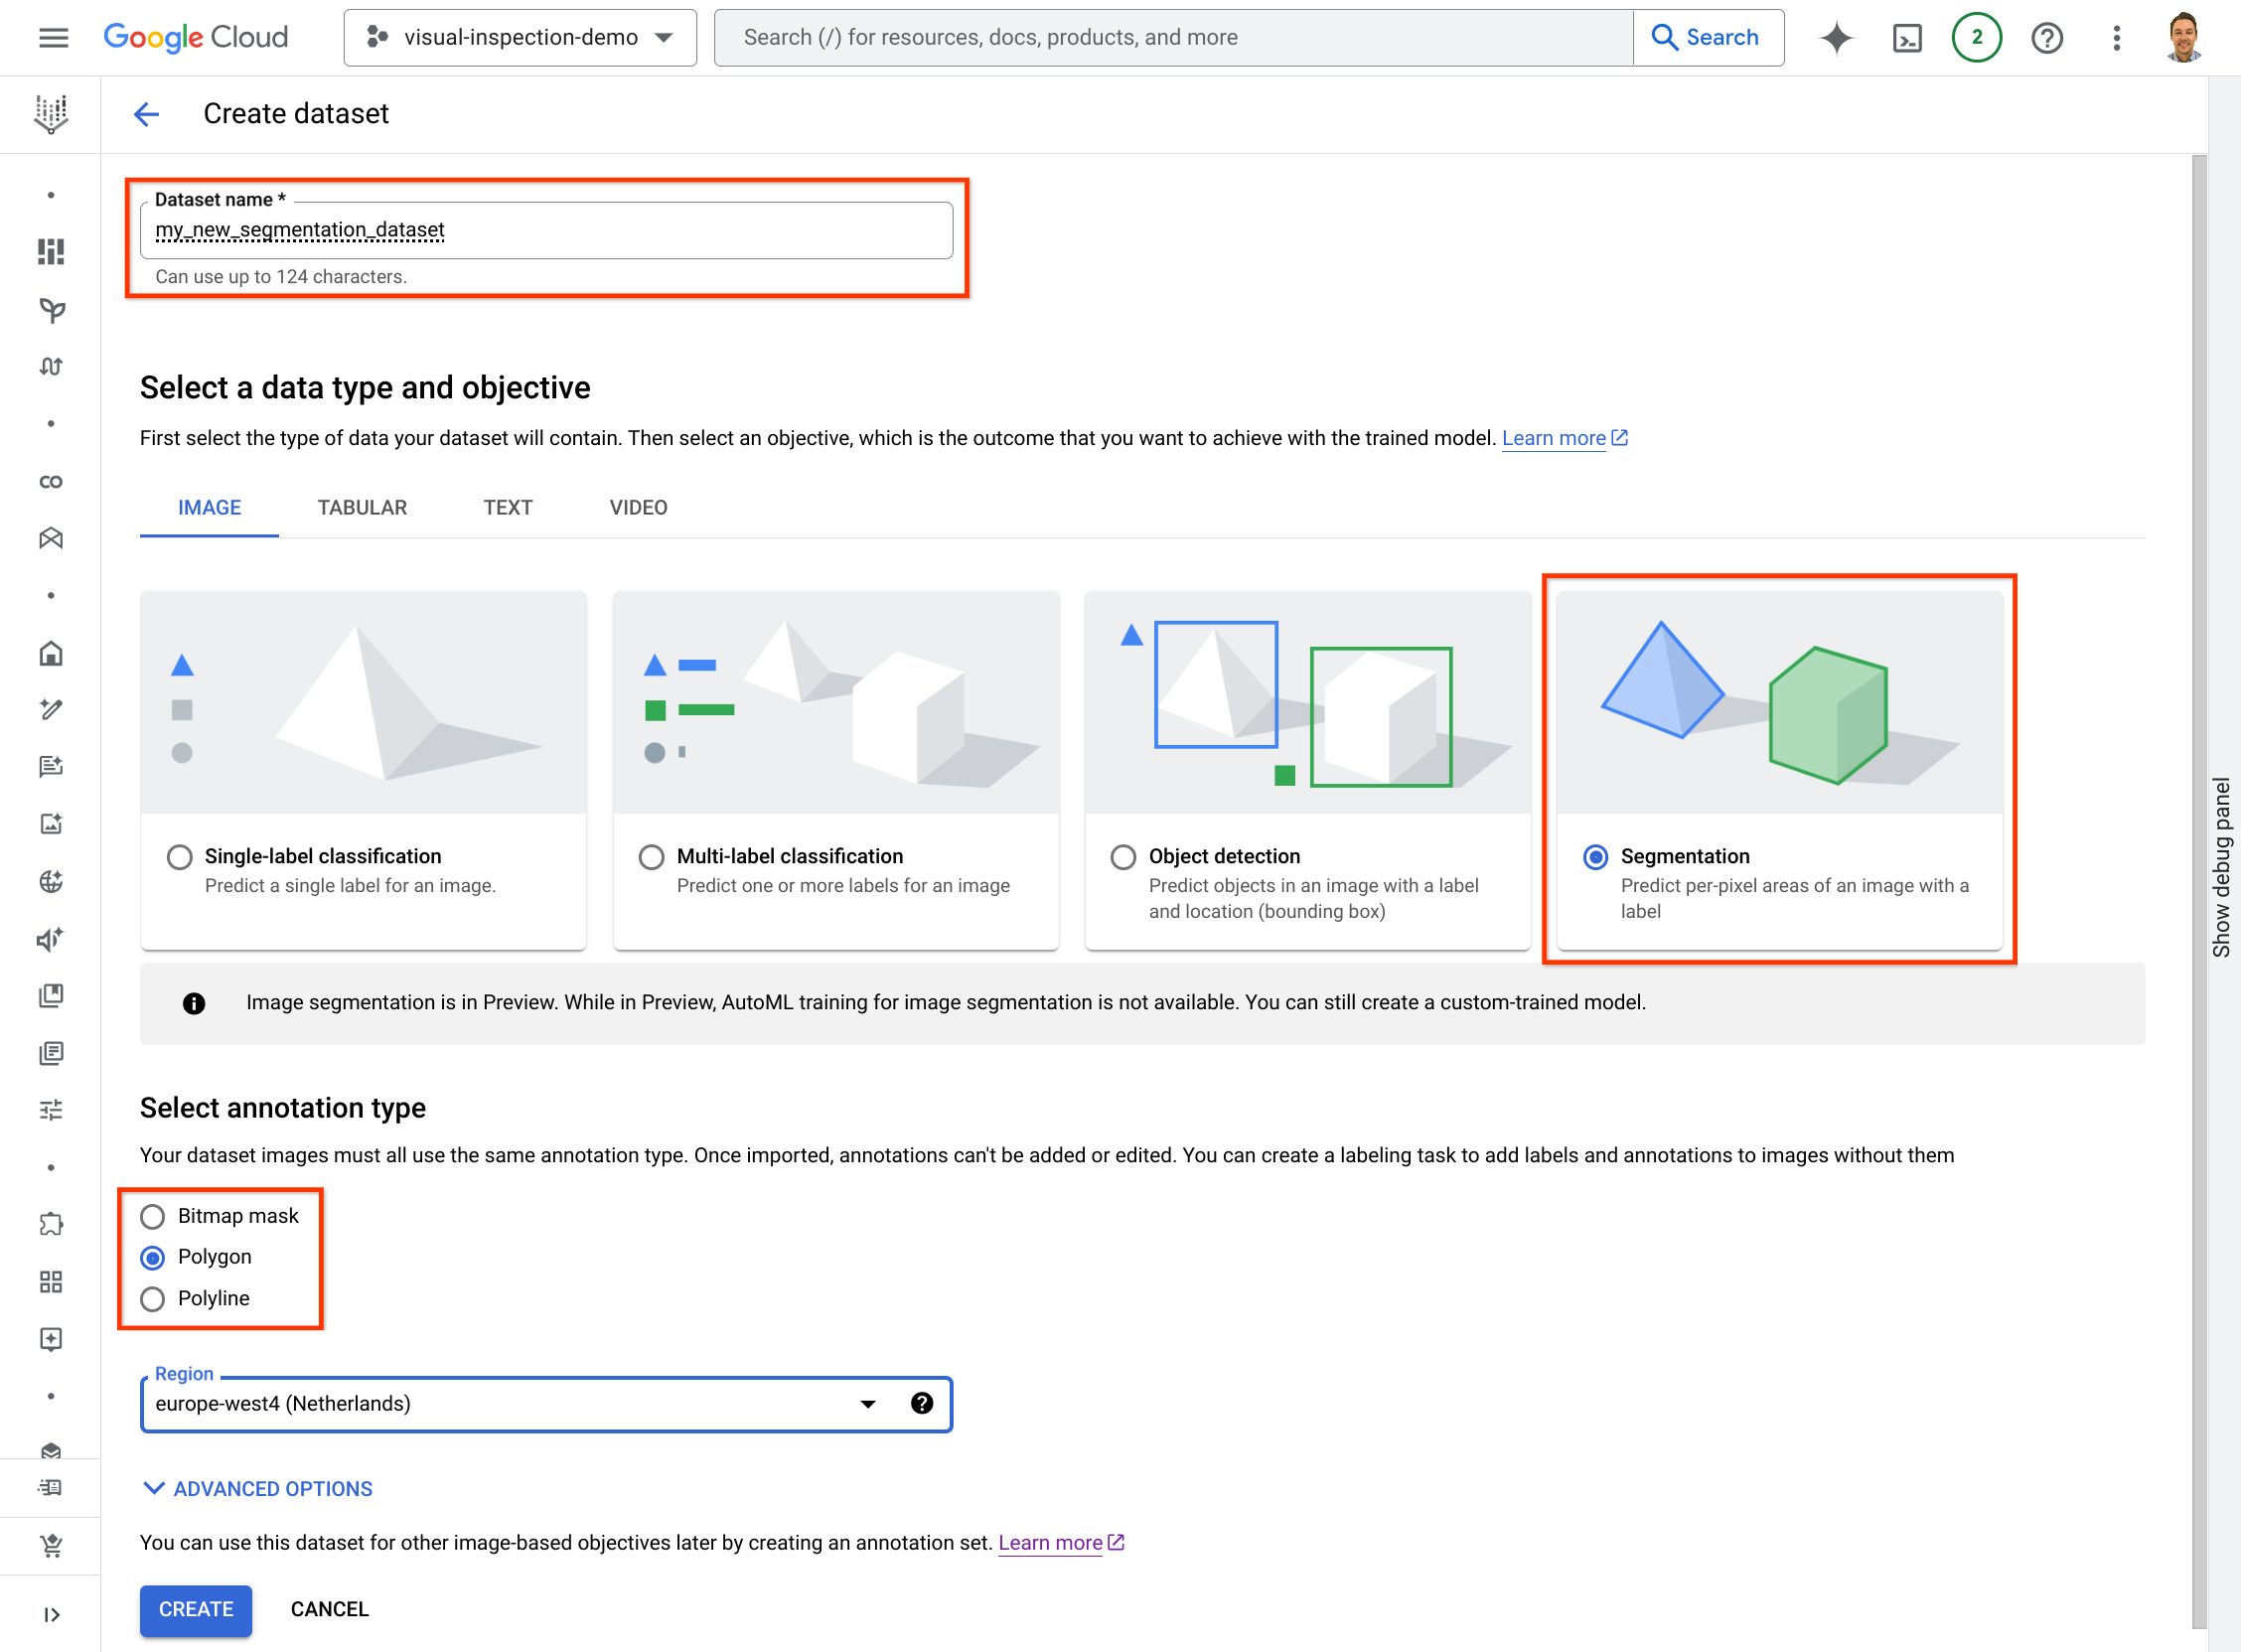 Google Cloud
visual-inspection-demo
Search (/) for resources, docs, products, and more
Search
2
Create dataset
Dataset name *
my_new_segmentation_dataset
Can use up to 124 characters.
Select a data type and objective
First select the type of data your dataset will contain. Then select an objective, which is the outcome that you want to achieve with the trained model. Learn more
IMAGE
TABULAR
TEXT
VIDEO
Single-label classification
Predict a single label for an image.
Multi-label classification
Predict one or more labels for an image
Object detection
Predict objects in an image with a label
and location (bounding box)
Segmentation
Predict per-pixel areas of an image with a
label
Show debug panel
Image segmentation is in Preview. While in Preview, AutoML training for image segmentation is not available. You can still create a custom-trained model.
Select annotation type
Your dataset images must all use the same annotation type. Once imported, annotations can't be added or edited. You can create a labeling task to add labels and annotations to images without them
Bitmap mask
Polygon
Polyline
Region
europe-west4 (Netherlands)
ADVANCED OPTIONS
You can use this dataset for other image-based objectives later by creating an annotation set. Learn more
CREATE
CANCEL